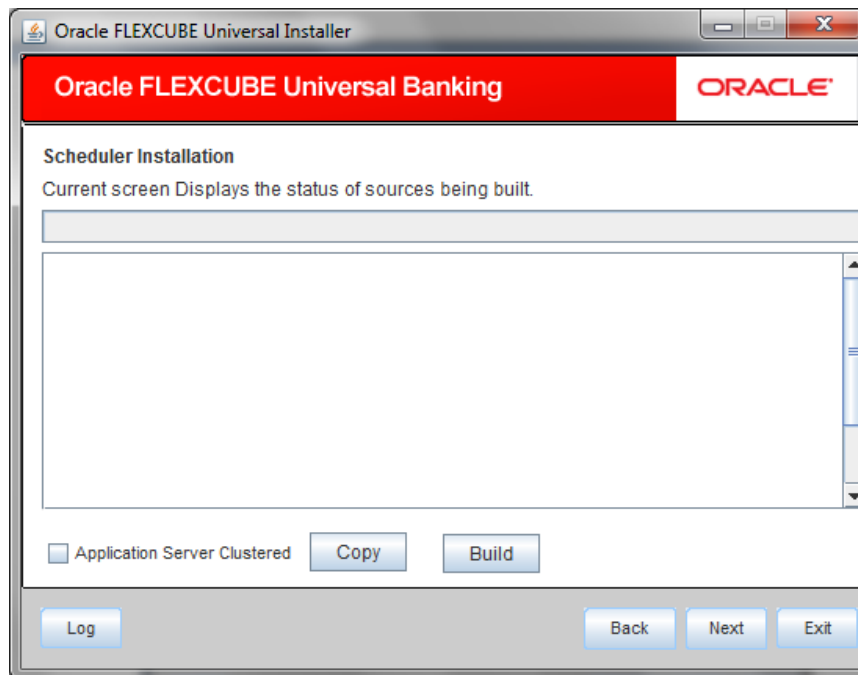 Oracle FLEXCUBE Universal Installer
Oracle FLEXCUBE Universal Banking
ORACLE'
Scheduler Installation
Current screen Displays the status of sources being built.
Application Server Clustered Copy Build
Log Back Next Exit